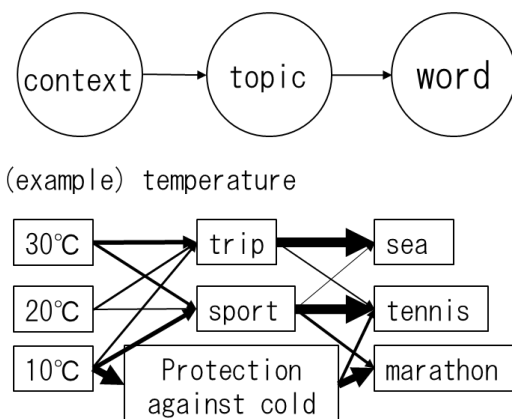 context topic word
(example) temperature
30℃ trip sea
20℃ sport tennis
10℃ Protection against cold marathon